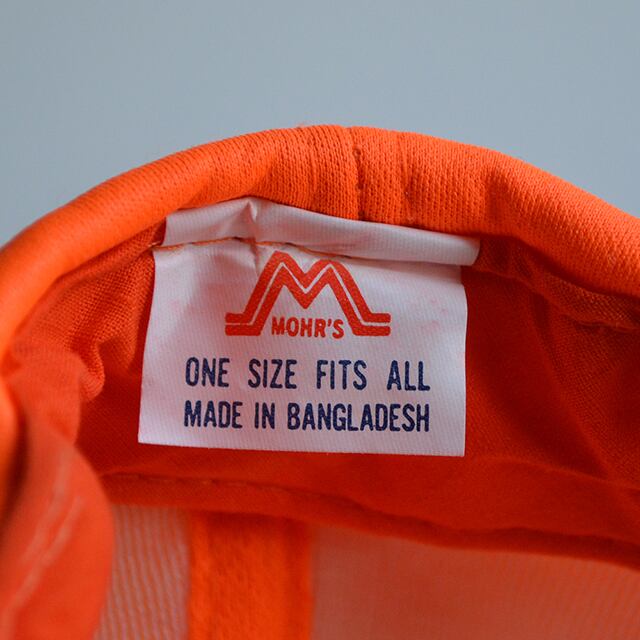 MOHR'S
ONE SIZE FITS ALL
MADE IN BANGLADESH